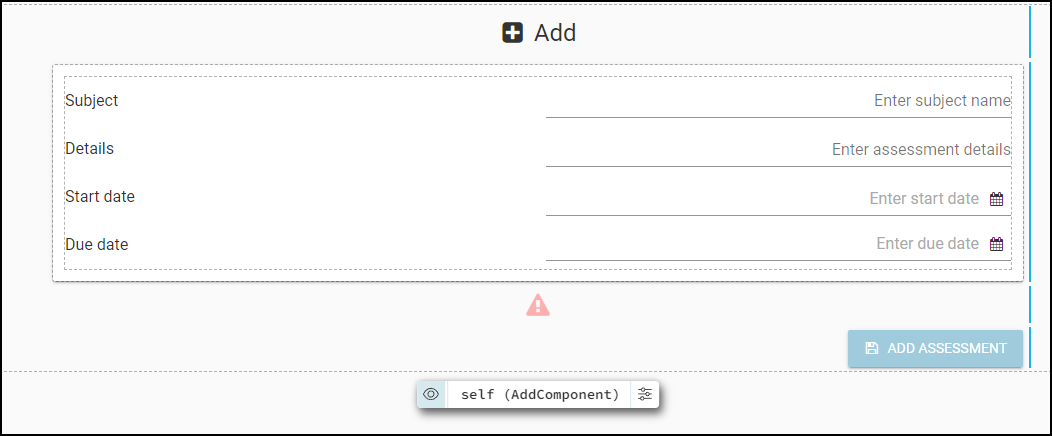 Add
Subject Enter subject name
Details Enter assessment details
Start date Enter start date
Due date Enter due date
ADD ASSESSMENT
self (AddComponent)